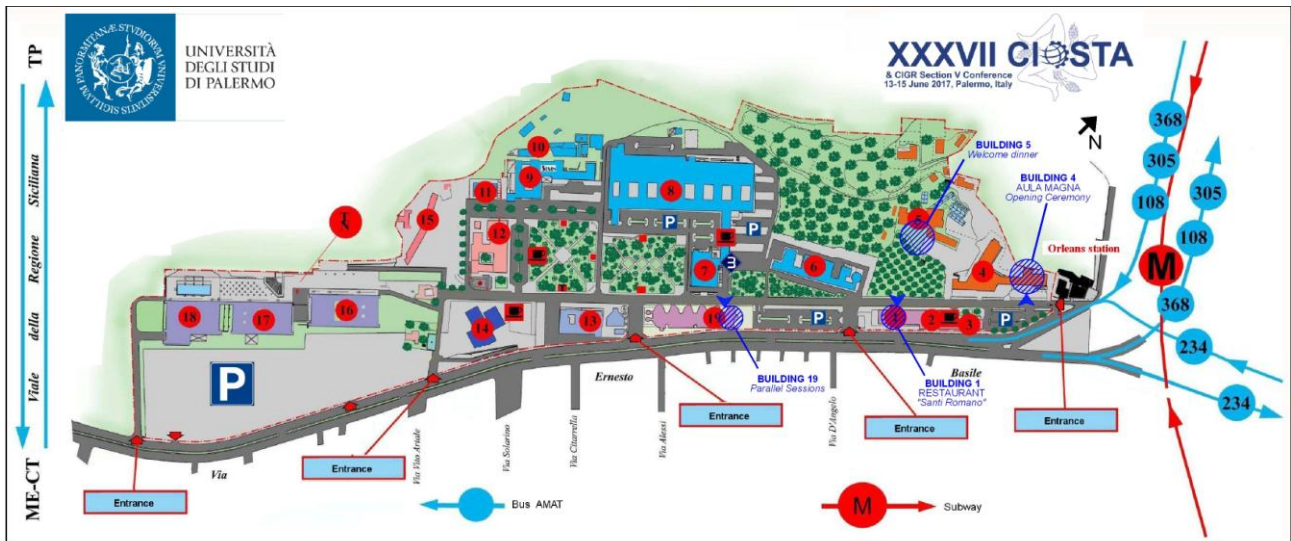 TP
Siciliana
Regione
della
Viale
ME-CT
UNIVERSITÀ
DEGLI STUDI
DI PALERMO
XXXVII CIOSTA
& CIGR Section V Conference
13-15 June 2017, Palermo, Italy
N
BUILDING 5
Welcome dinner
BUILDING 4
AULA MAGNA
Opening Ceremony
Orleans station
368
305
108
305
108
M
368
234
234
10
9
8
11
12
15
P
P
7
6
5
4
18
17
16
14
13
19
P
1
2
3
P
P
BUILDING 19
Parallel Sessions
BUILDING 1
RESTAURANT
"Santi Romano"
Via
Ernesto
Basile
Via Vito Ariale
Via Solarino
Via Citarrella
Via Alessi
Via D'Angelo
Entrance
Entrance
Entrance
Entrance
Entrance
Bus AMAT
M
Subway